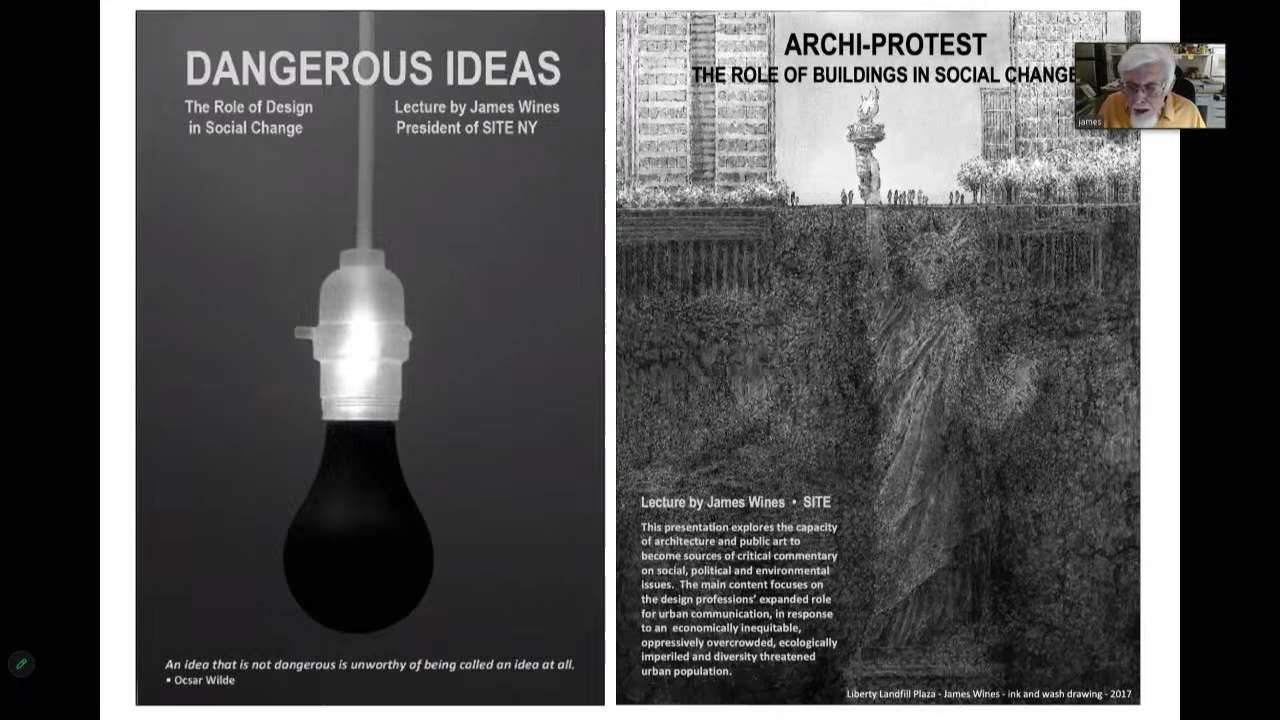 DANGEROUS IDEAS
The Role of Design
in Social Change
Lecture by James Wines
President of SITE NY
An idea that is not dangerous is unworthy of being called an idea at all.
• Ocsar Wilde
ARCHI-PROTEST
THE ROLE OF BUILDINGS IN SOCIAL CHANGE
james
Lecture by James Wines • SITE
This presentation explores the capacity
of architecture and public art to
become sources of critical commentary
on social, political and environmental
issues. The main content focuses on
the design professions’ expanded role
for urban communication, in response
to an economically inequitable,
oppressively overcrowded, ecologically
imperiled and diversity threatened
urban population.
Liberty Landfill Plaza - James Wines - ink and wash drawing - 2017